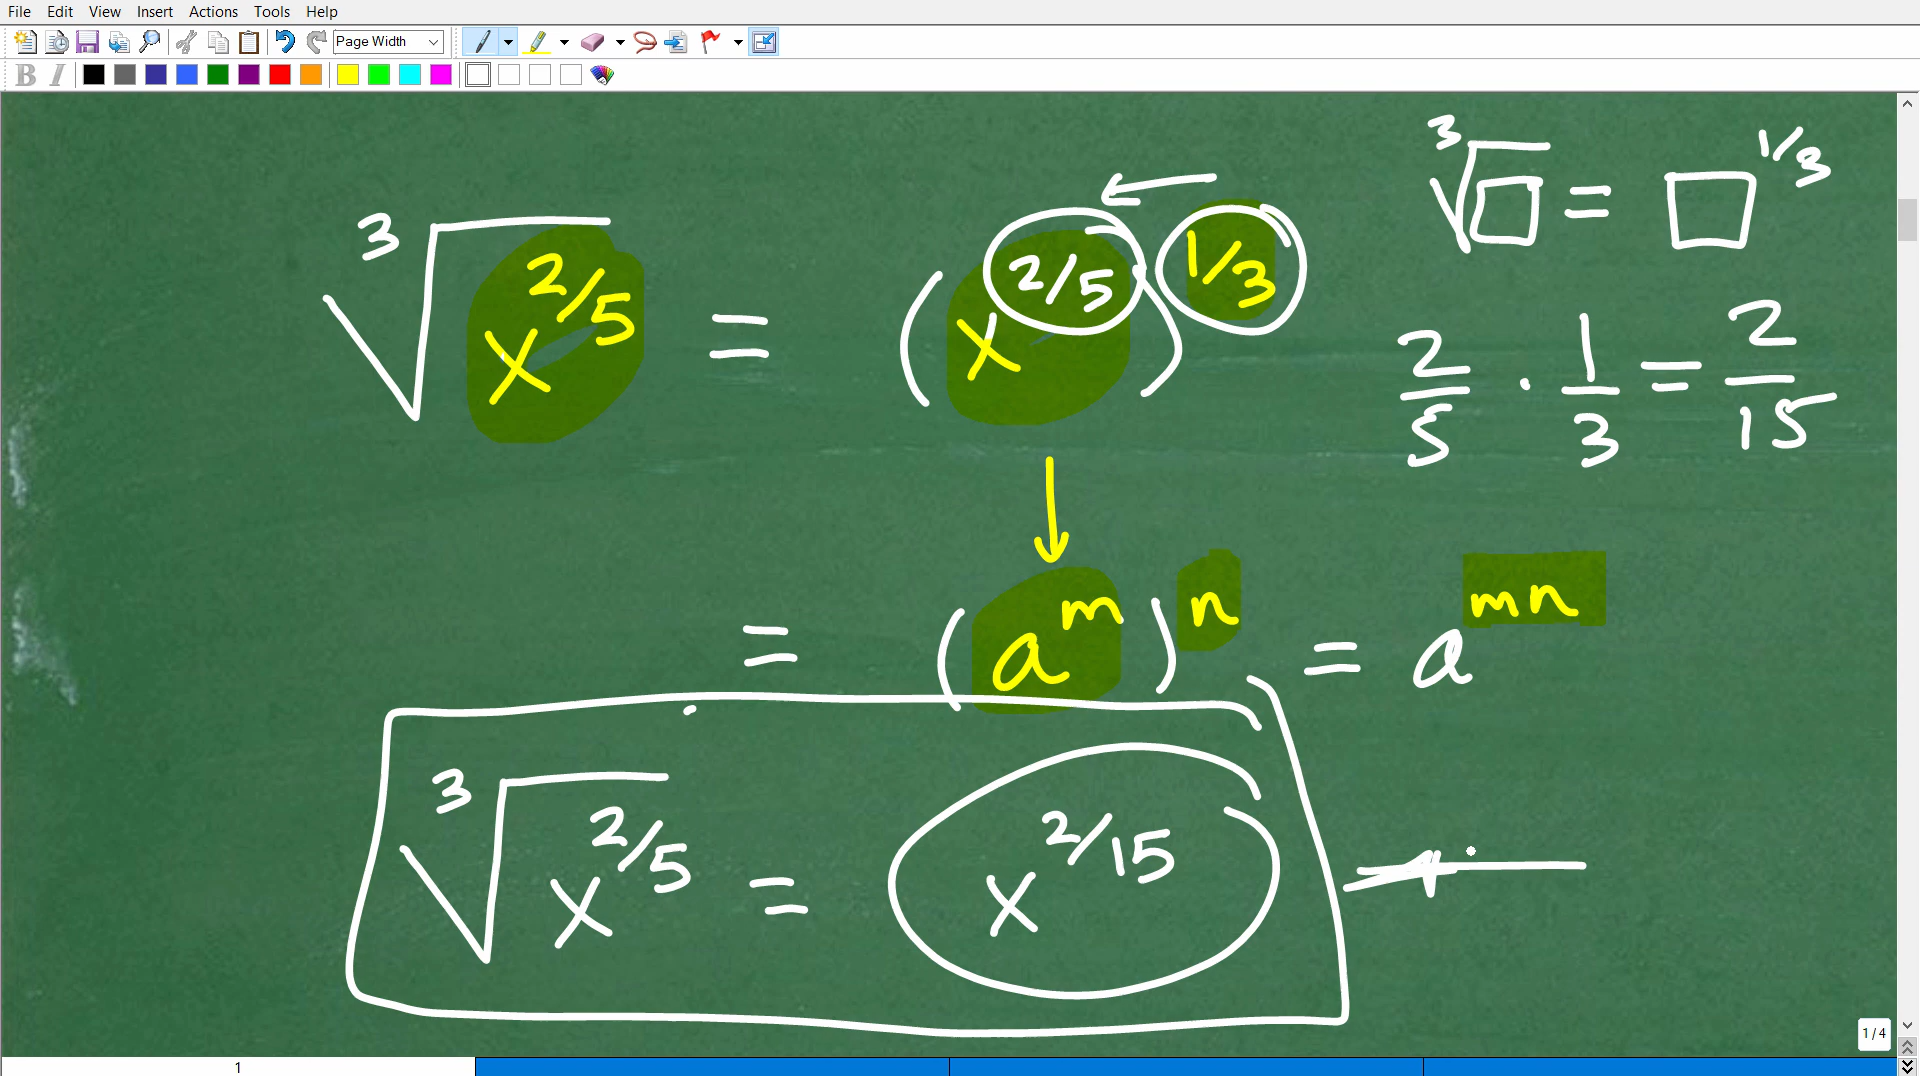 File Edit View Insert Actions Tools Help
Page Width
B I
∛(x^(2/5)) = (x^(2/5))^(1/3)
∛□ = □^(1/3)
2/5 · 1/3 = 2/15
= (a^m)^n = a^(mn)
∛(x^(2/5)) = x^(2/15)
1 / 4
1